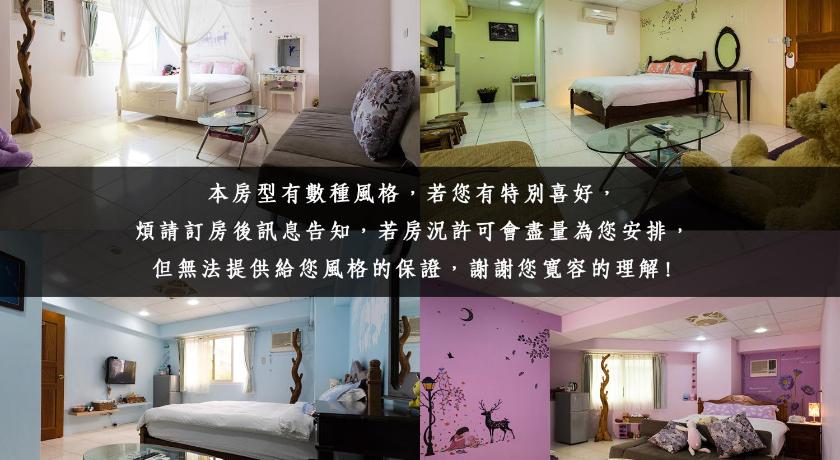 本房型有數種風格，若您有特別喜好，
煩請訂房後訊息告知，若房況許可會盡量為您安排，
但無法提供給您風格的保證，謝謝您寬容的理解！